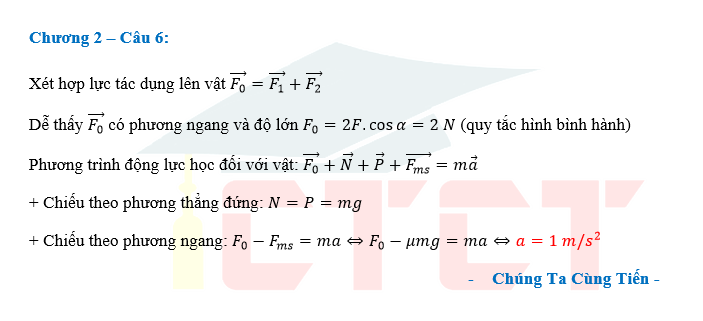 Chương 2 – Câu 6:
Xét hợp lực tác dụng lên vật $\overrightarrow{F_0} = \overrightarrow{F_1} + \overrightarrow{F_2}$
Dễ thấy $\overrightarrow{F_0}$ có phương ngang và độ lớn $F_0 = 2F.\cos\alpha = 2\ N$ (quy tắc hình bình hành)
Phương trình động lực học đối với vật: $\overrightarrow{F_0} + \vec{N} + \vec{P} + \overrightarrow{F_{ms}} = m\vec{a}$
+ Chiếu theo phương thẳng đứng: $N = P = mg$
+ Chiếu theo phương ngang: $F_0 - F_{ms} = ma \Leftrightarrow F_0 - \mu mg = ma \Leftrightarrow a = 1\ m/s^2$
- Chúng Ta Cùng Tiến -
CTCT